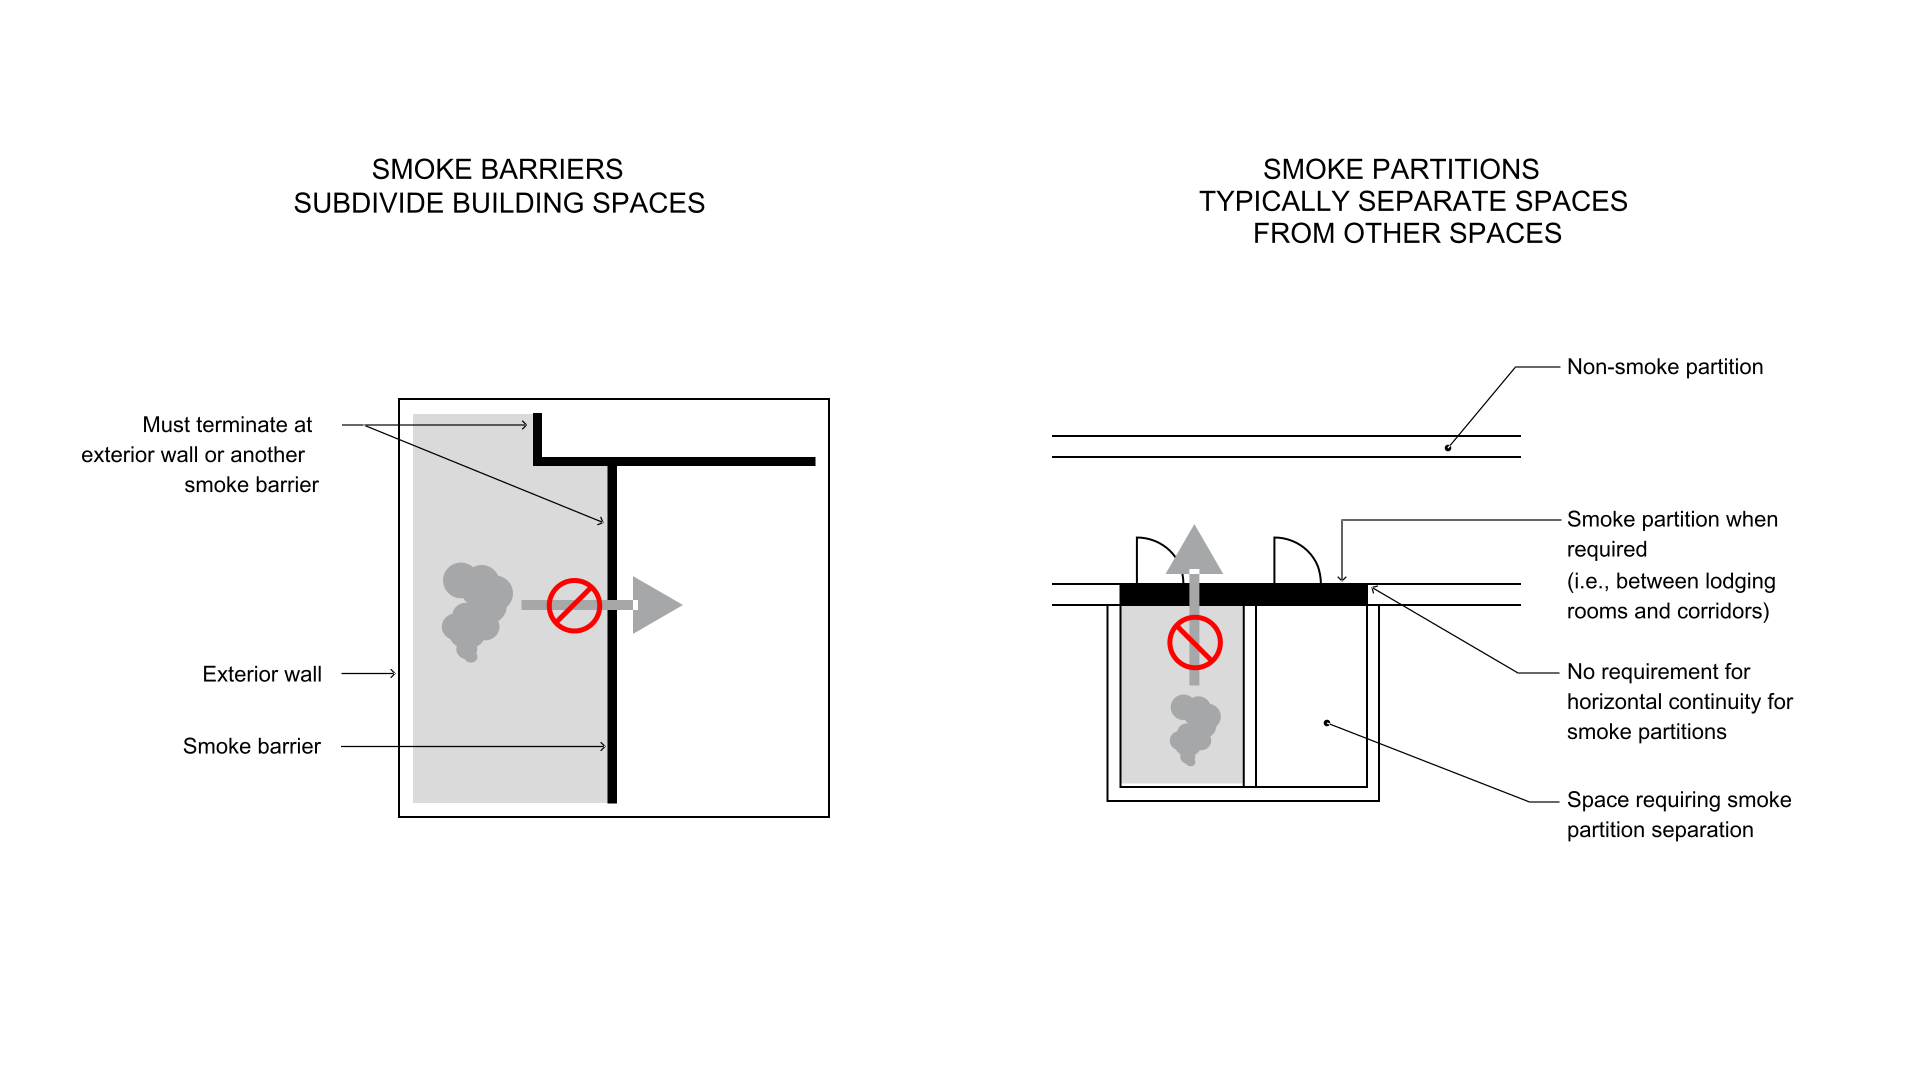 SMOKE BARRIERS
SUBDIVIDE BUILDING SPACES
Must terminate at
exterior wall or another
smoke barrier
Exterior wall
Smoke barrier
SMOKE PARTITIONS
TYPICALLY SEPARATE SPACES
FROM OTHER SPACES
Non-smoke partition
Smoke partition when
required
(i.e., between lodging
rooms and corridors)
No requirement for
horizontal continuity for
smoke partitions
Space requiring smoke
partition separation